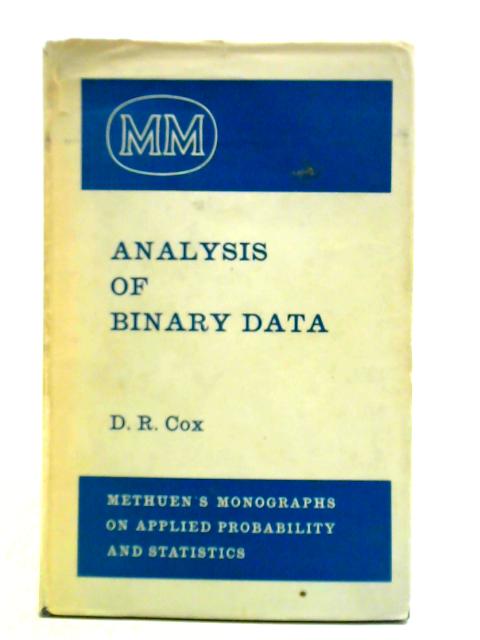 MM
ANALYSIS
OF
BINARY DATA
D. R. Cox
METHUEN'S MONOGRAPHS
ON APPLIED PROBABILITY
AND STATISTICS